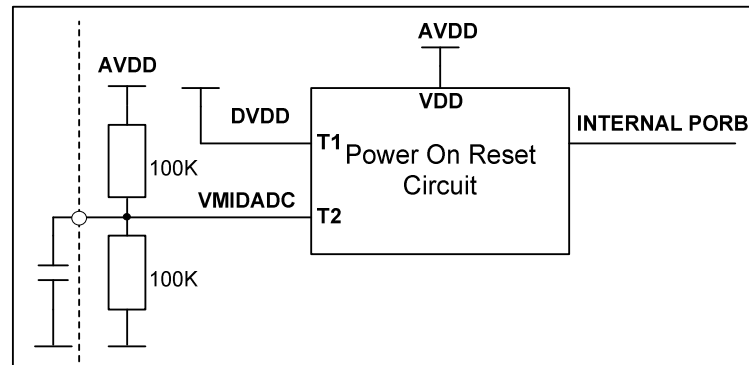 AVDD
AVDD
DVDD
VDD
INTERNAL PORB
T1
Power On Reset
Circuit
100K
VMIDADC
T2
100K